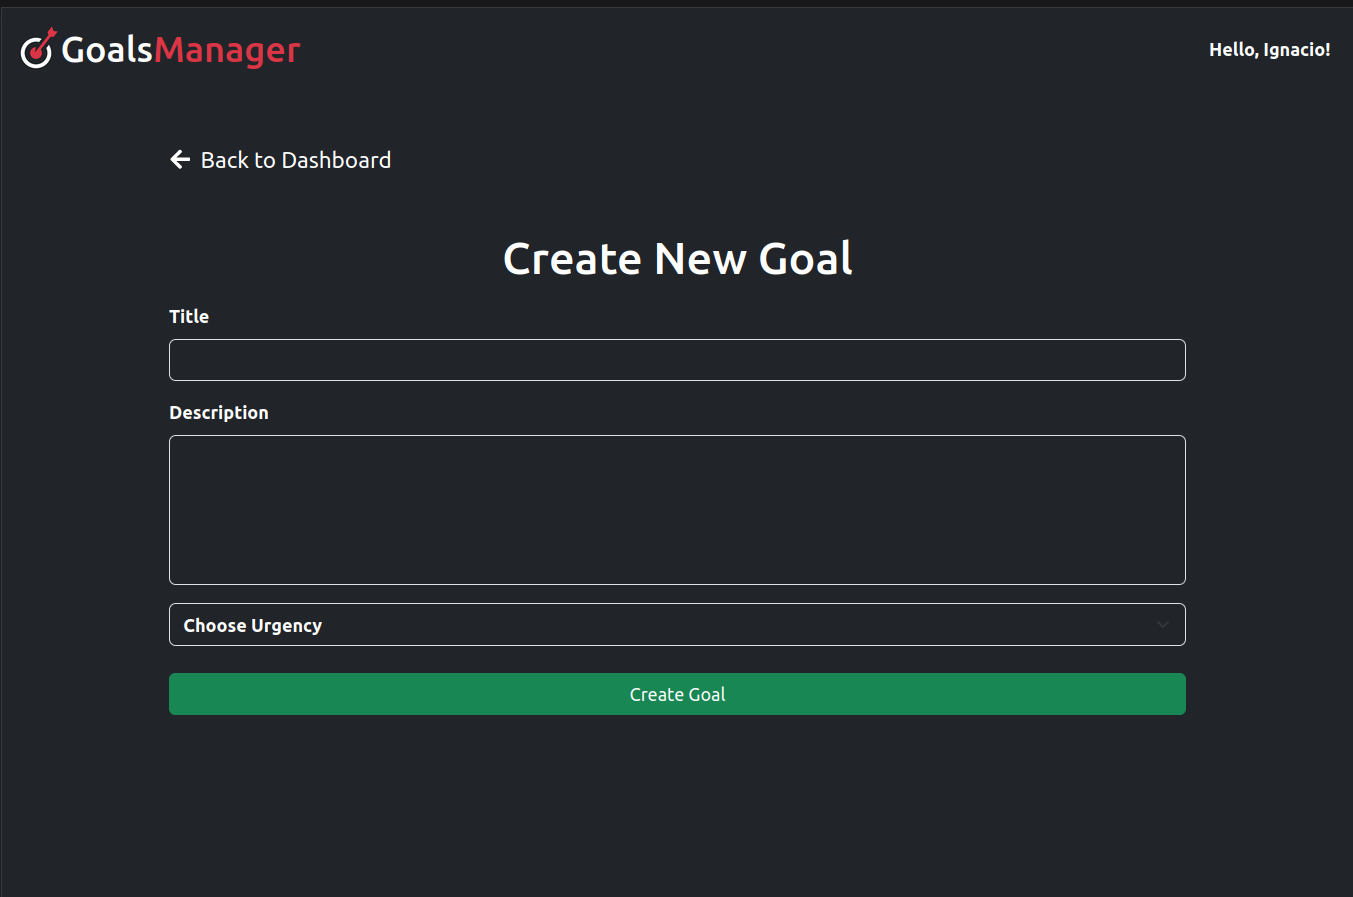 GoalsManager
Hello, Ignacio!
Back to Dashboard
Create New Goal
Title
Description
Choose Urgency
Create Goal